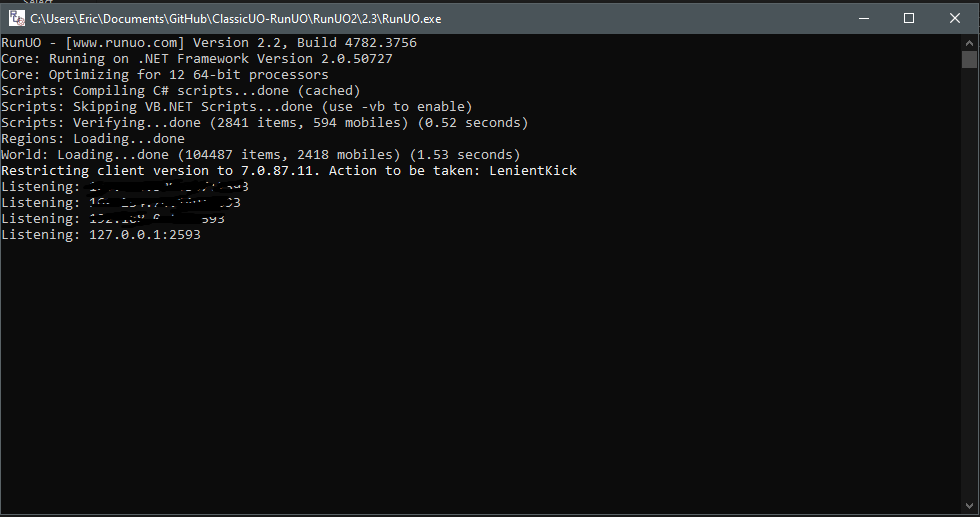 C:\Users\Eric\Documents\GitHub\ClassicUO-RunUO\RunUO2\2.3\RunUO.exe
RunUO - [www.runuo.com] Version 2.2, Build 4782.3756
Core: Running on .NET Framework Version 2.0.50727
Core: Optimizing for 12 64-bit processors
Scripts: Compiling C# scripts...done (cached)
Scripts: Skipping VB.NET Scripts...done (use -vb to enable)
Scripts: Verifying...done (2841 items, 594 mobiles) (0.52 seconds)
Regions: Loading...done
World: Loading...done (104487 items, 2418 mobiles) (1.53 seconds)
Restricting client version to 7.0.87.11. Action to be taken: LenientKick
Listening:
Listening:
Listening:
Listening: 127.0.0.1:2593